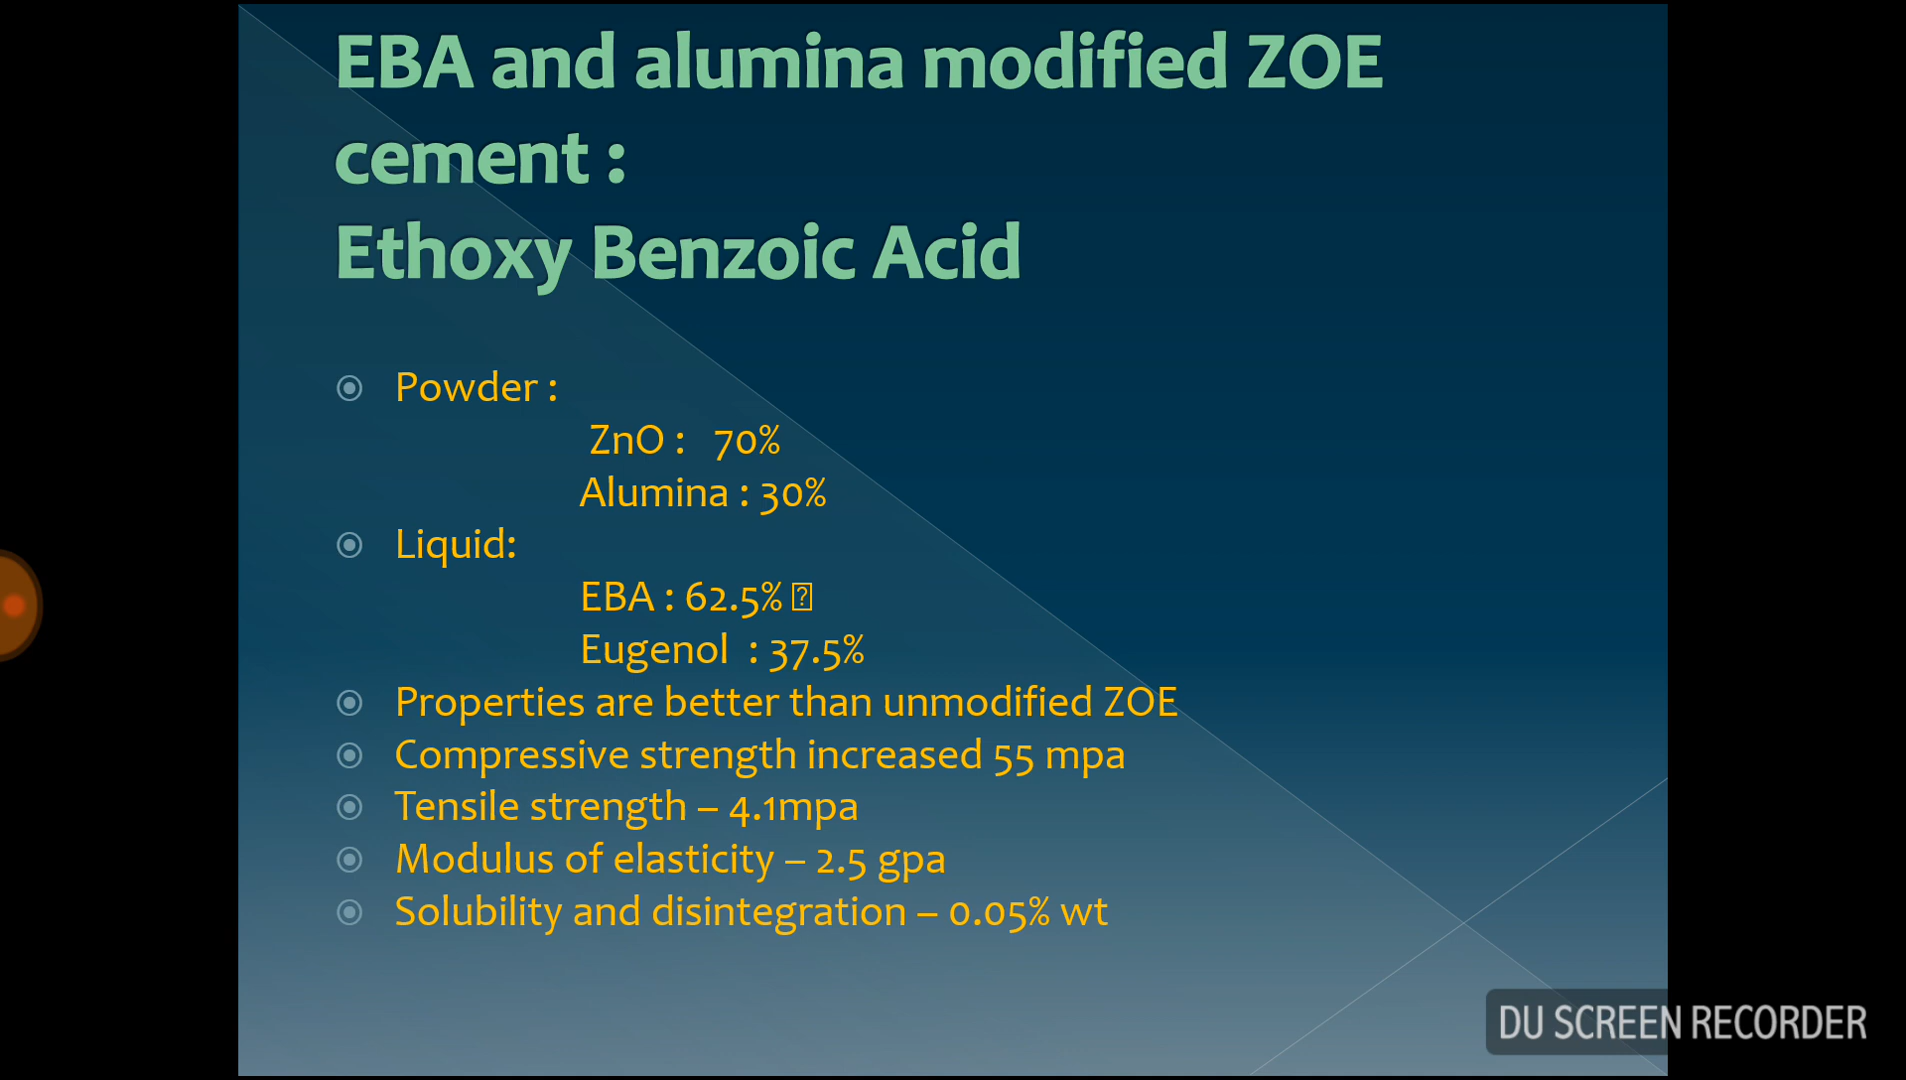 EBA and alumina modified ZOE
cement :
Ethoxy Benzoic Acid
Powder :
ZnO : 70%
Alumina : 30%
Liquid:
EBA : 62.5% 
Eugenol : 37.5%
Properties are better than unmodified ZOE
Compressive strength increased 55 mpa
Tensile strength – 4.1mpa
Modulus of elasticity – 2.5 gpa
Solubility and disintegration – 0.05% wt
DU SCREEN RECORDER